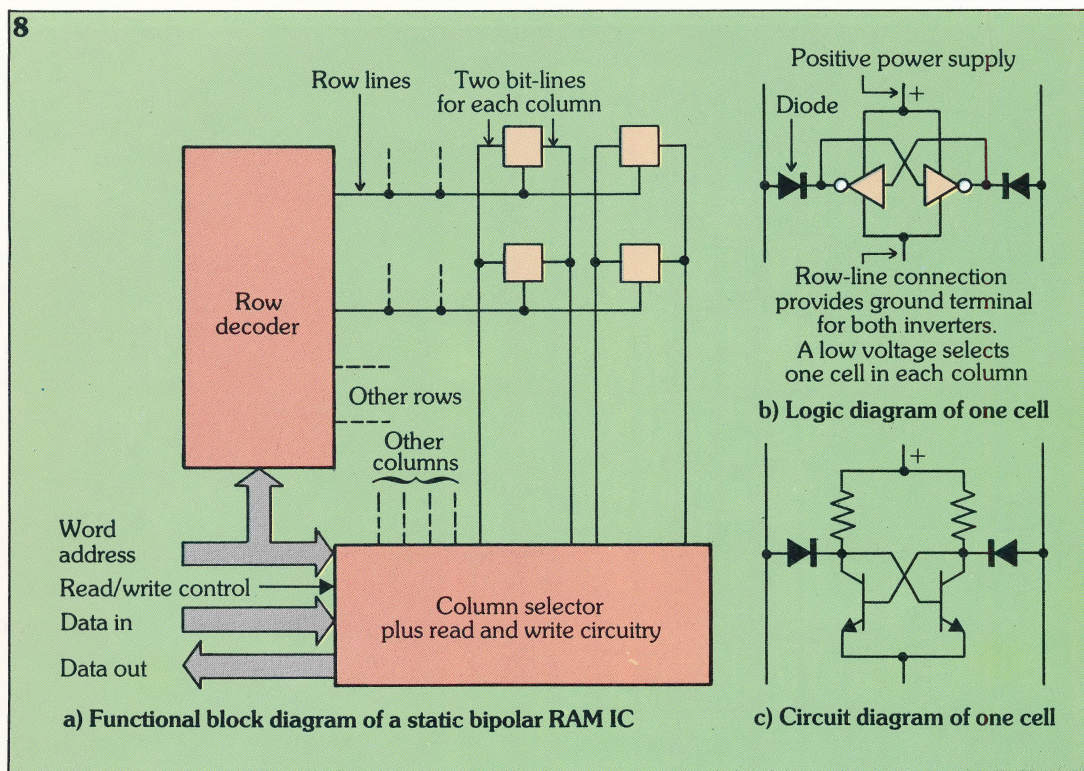 8
Row lines
Two bit-lines
for each column
Row
decoder
Other rows
Other
columns
Word
address
Read/write control
Data in
Data out
Column selector
plus read and write circuitry
a) Functional block diagram of a static bipolar RAM IC
Positive power supply
+
Diode
Row-line connection
provides ground terminal
for both inverters.
A low voltage selects
one cell in each column
b) Logic diagram of one cell
+
c) Circuit diagram of one cell